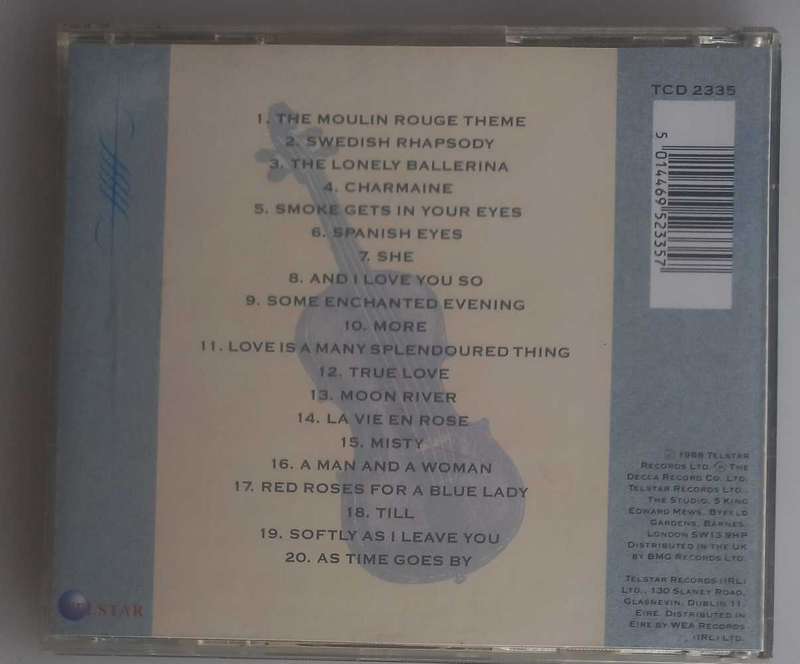 TCD 2335
5 014469 523357
1. THE MOULIN ROUGE THEME
2. SWEDISH RHAPSODY
3. THE LONELY BALLERINA
4. CHARMAINE
5. SMOKE GETS IN YOUR EYES
6. SPANISH EYES
7. SHE
8. AND I LOVE YOU SO
9. SOME ENCHANTED EVENING
10. MORE
11. LOVE IS A MANY SPLENDOURED THING
12. TRUE LOVE
13. MOON RIVER
14. LA VIE EN ROSE
15. MISTY
16. A MAN AND A WOMAN
17. RED ROSES FOR A BLUE LADY
18. TILL
19. SOFTLY AS I LEAVE YOU
20. AS TIME GOES BY
TELSTAR
© 1988 TELSTAR
RECORDS LTD. ℗ THE
DECCA RECORD CO. LTD.
TELSTAR RECORDS LTD.,
THE STUDIO, 5 KING
EDWARD MEWS, BYFELD
GARDENS, BARNES,
LONDON SW13 9HP
DISTRIBUTED IN THE UK
BY BMG RECORDS LTD.
TELSTAR RECORDS (IRL)
LTD., 130 SLANEY ROAD,
GLASNEVIN, DUBLIN 11,
EIRE. DISTRIBUTED IN
EIRE BY WEA RECORDS
(IRL) LTD.